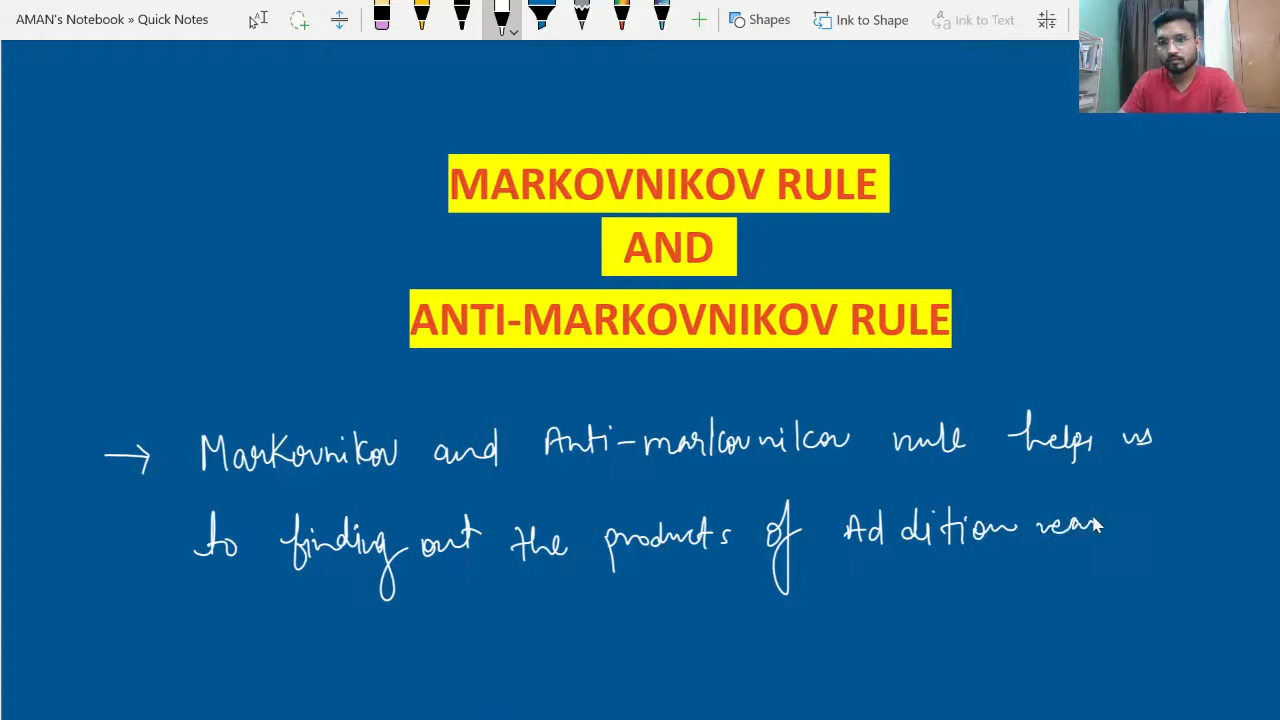 AMAN's Notebook » Quick Notes
Shapes
Ink to Shape
Ink to Text
MARKOVNIKOV RULE
AND
ANTI-MARKOVNIKOV RULE
→ Markovnikov and Anti-markovnikov rule helps us
to finding out the products of Addition reac